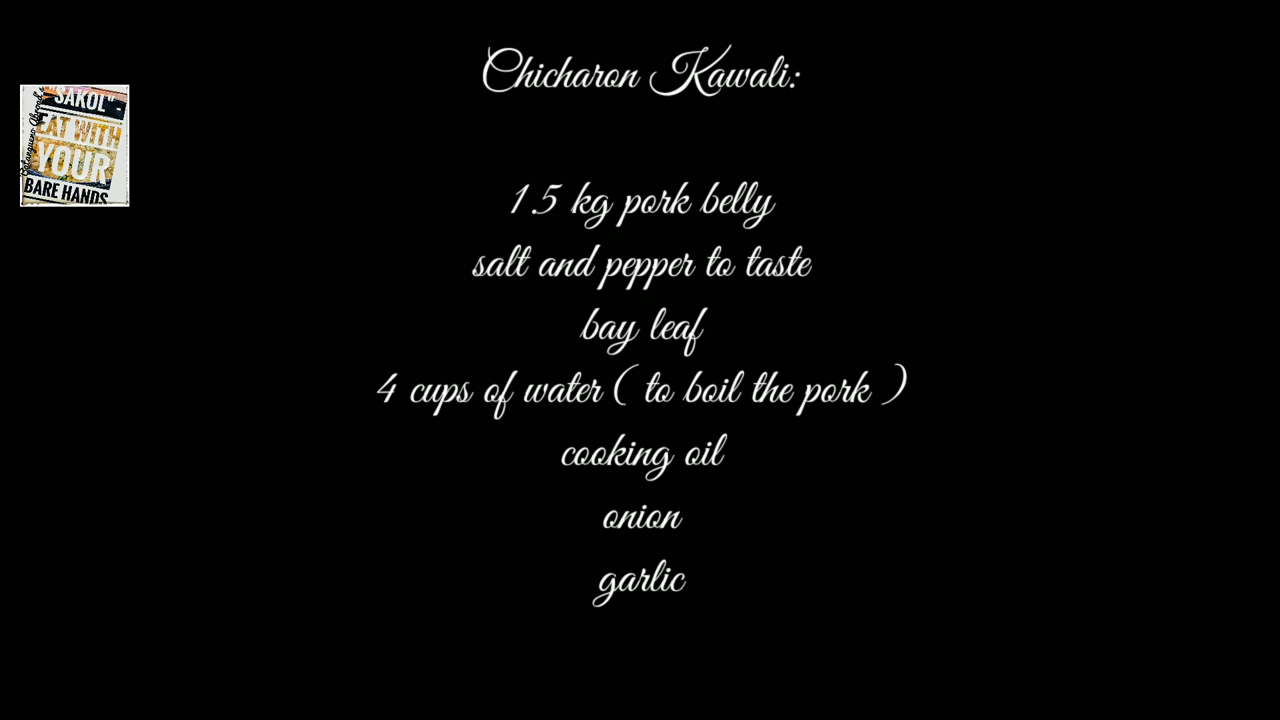 Chicharon Kawali:
"SAKOL" -
EAT WITH
YOUR
BARE HANDS
1.5 kg pork belly
salt and pepper to taste
bay leaf
4 cups of water ( to boil the pork )
cooking oil
onion
garlic